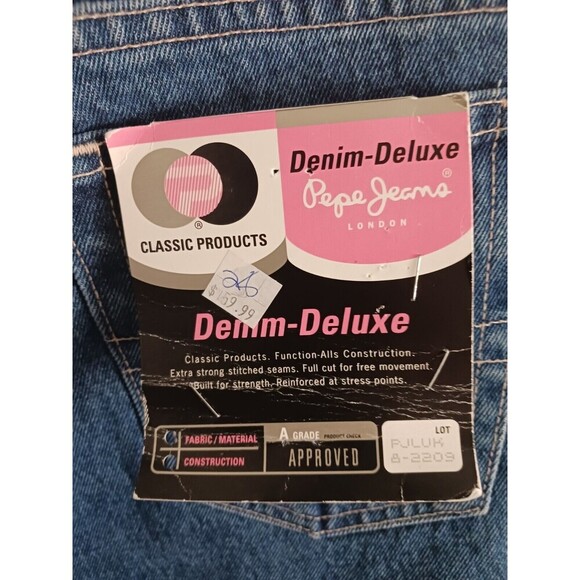 Denim-Deluxe
Pepe Jeans®
LONDON
®
CLASSIC PRODUCTS
26
Denim-Deluxe
Classic Products. Function-Alls Construction.
Extra strong stitched seams. Full cut for free movement.
Built for strength. Reinforced at stress points.
FABRIC/MATERIAL
CONSTRUCTION
A GRADE
APPROVED
LOT
PJLUK
8-2209